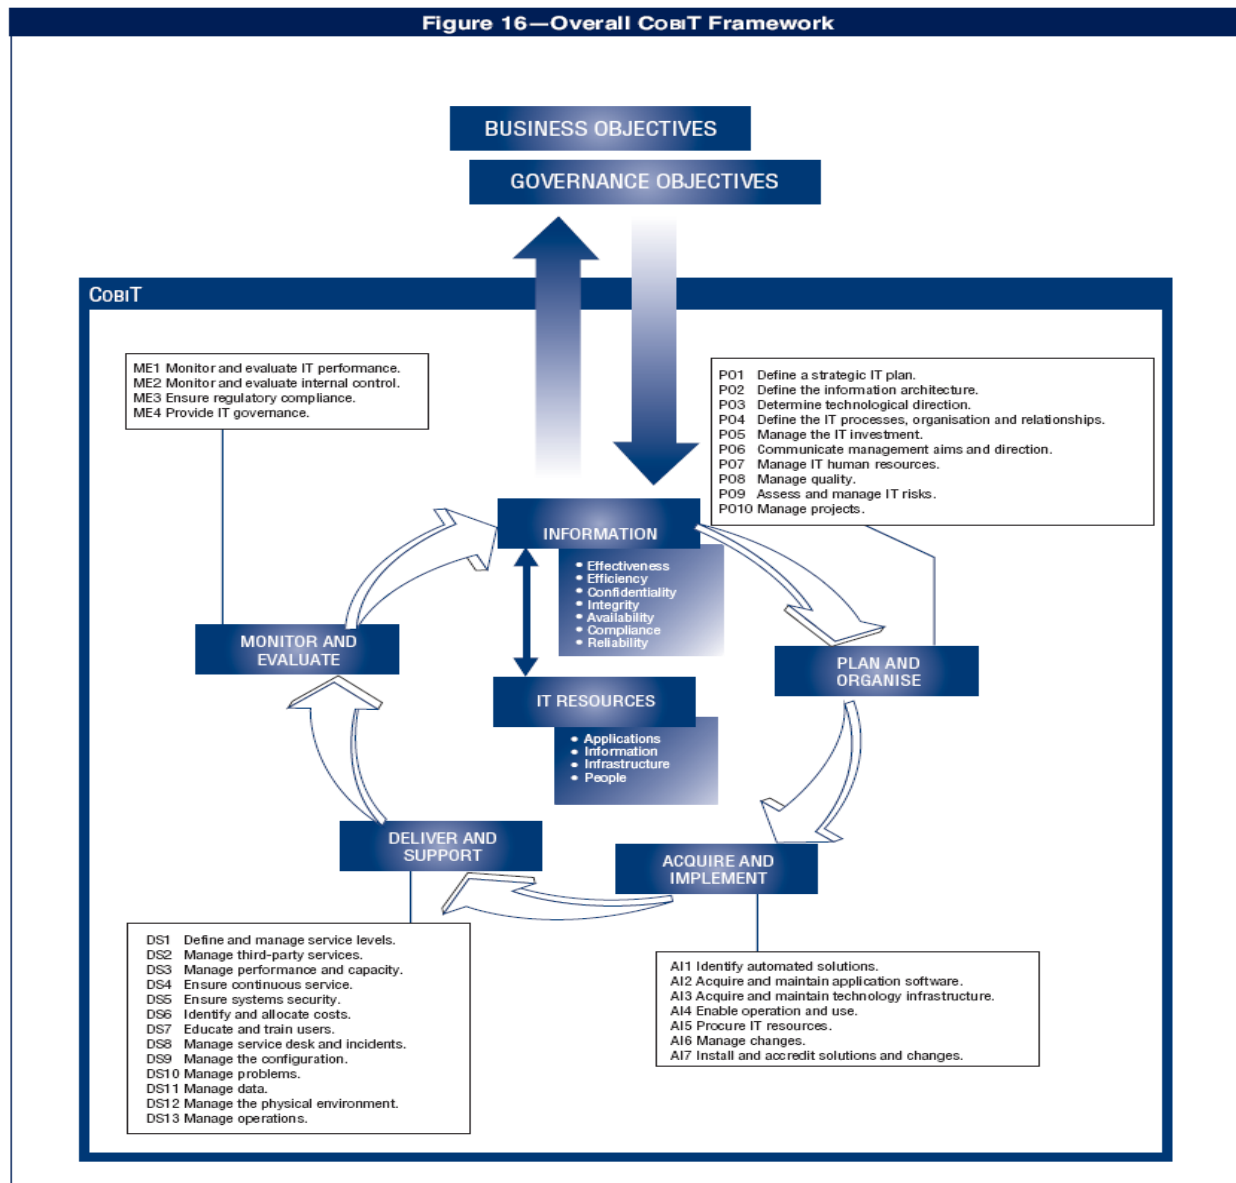 Figure 16—Overall COBIT Framework
BUSINESS OBJECTIVES
GOVERNANCE OBJECTIVES
COBIT
ME1 Monitor and evaluate IT performance.
ME2 Monitor and evaluate internal control.
ME3 Ensure regulatory compliance.
ME4 Provide IT governance.
PO1 Define a strategic IT plan.
PO2 Define the information architecture.
PO3 Determine technological direction.
PO4 Define the IT processes, organisation and relationships.
PO5 Manage the IT investment.
PO6 Communicate management aims and direction.
PO7 Manage IT human resources.
PO8 Manage quality.
PO9 Assess and manage IT risks.
PO10 Manage projects.
INFORMATION
• Effectiveness
• Efficiency
• Confidentiality
• Integrity
• Availability
• Compliance
• Reliability
MONITOR AND
EVALUATE
PLAN AND
ORGANISE
IT RESOURCES
• Applications
• Information
• Infrastructure
• People
DELIVER AND
SUPPORT
ACQUIRE AND
IMPLEMENT
DS1 Define and manage service levels.
DS2 Manage third-party services.
DS3 Manage performance and capacity.
DS4 Ensure continuous service.
DS5 Ensure systems security.
DS6 Identify and allocate costs.
DS7 Educate and train users.
DS8 Manage service desk and incidents.
DS9 Manage the configuration.
DS10 Manage problems.
DS11 Manage data.
DS12 Manage the physical environment.
DS13 Manage operations.
AI1 Identify automated solutions.
AI2 Acquire and maintain application software.
AI3 Acquire and maintain technology infrastructure.
AI4 Enable operation and use.
AI5 Procure IT resources.
AI6 Manage changes.
AI7 Install and accredit solutions and changes.